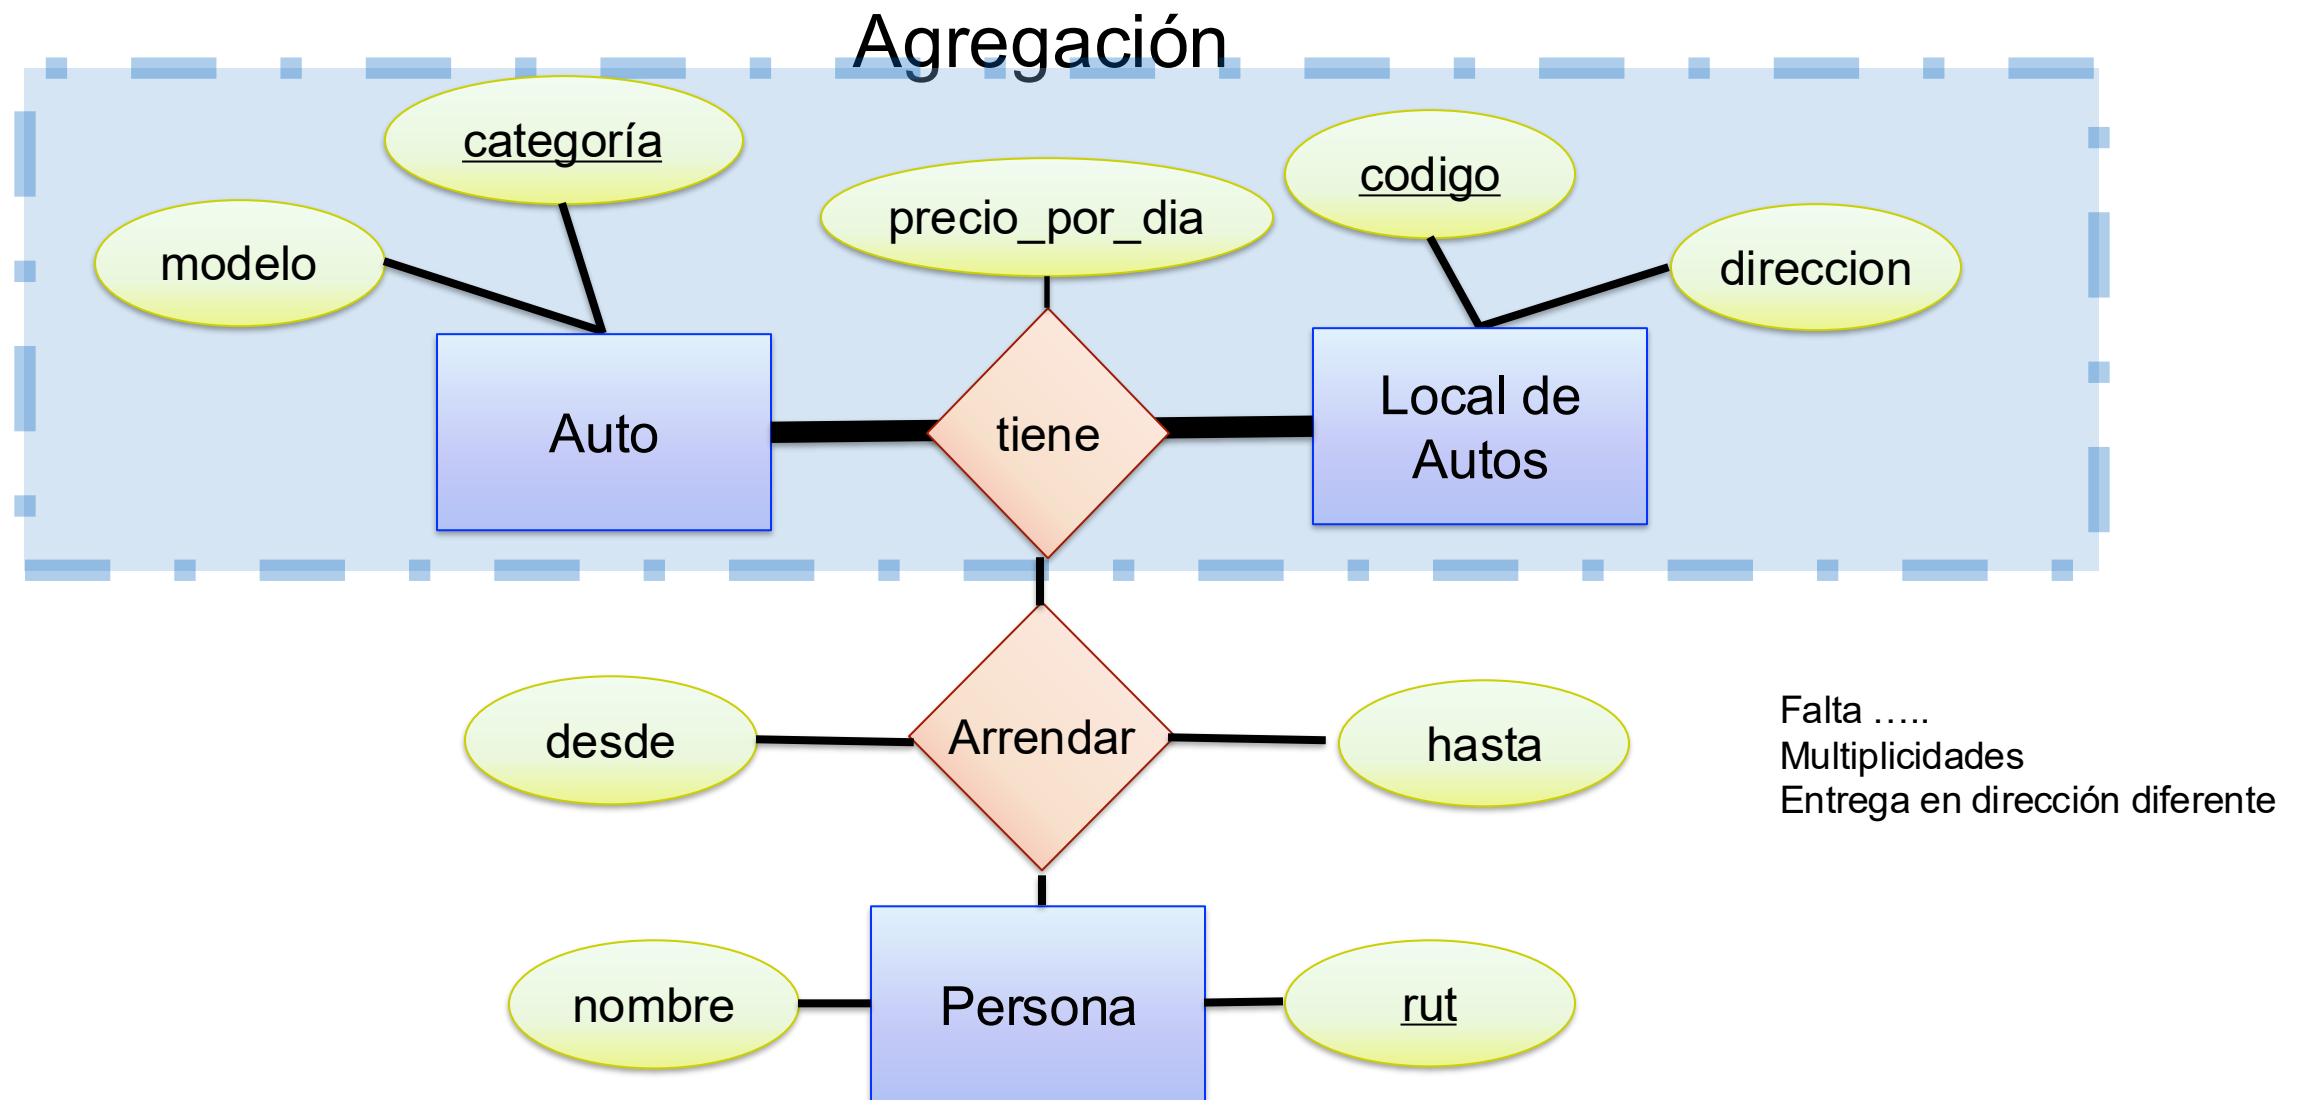 Agregación
categoría
codigo
precio_por_dia
modelo
direccion
Auto
tiene
Local de
Autos
desde
Arrendar
hasta
Falta …..
Multiplicidades
Entrega en dirección diferente
nombre
Persona
rut